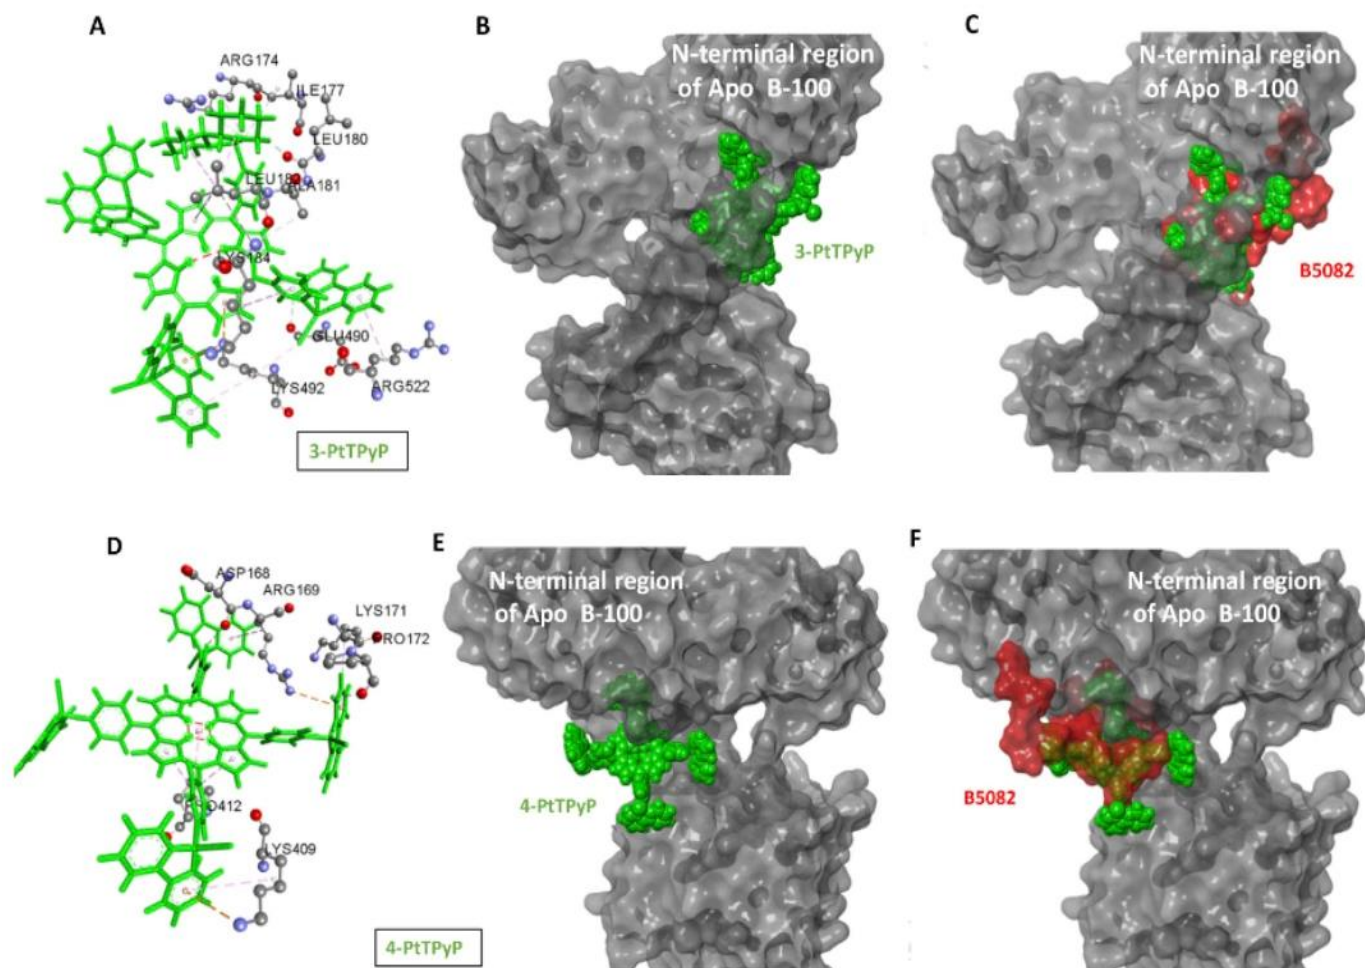 A
ARG174
ILE177
LEU180
ALA181
LYS184
GLU490
LYS492
ARG522
3-PtTPyP
B
N-terminal region
of Apo B-100
3-PtTPyP
C
N-terminal region
of Apo B-100
B5082
D
ASP168
ARG169
LYS171
PRO172
PRO412
LYS409
4-PtTPyP
E
N-terminal region
of Apo B-100
4-PtTPyP
F
N-terminal region
of Apo B-100
B5082